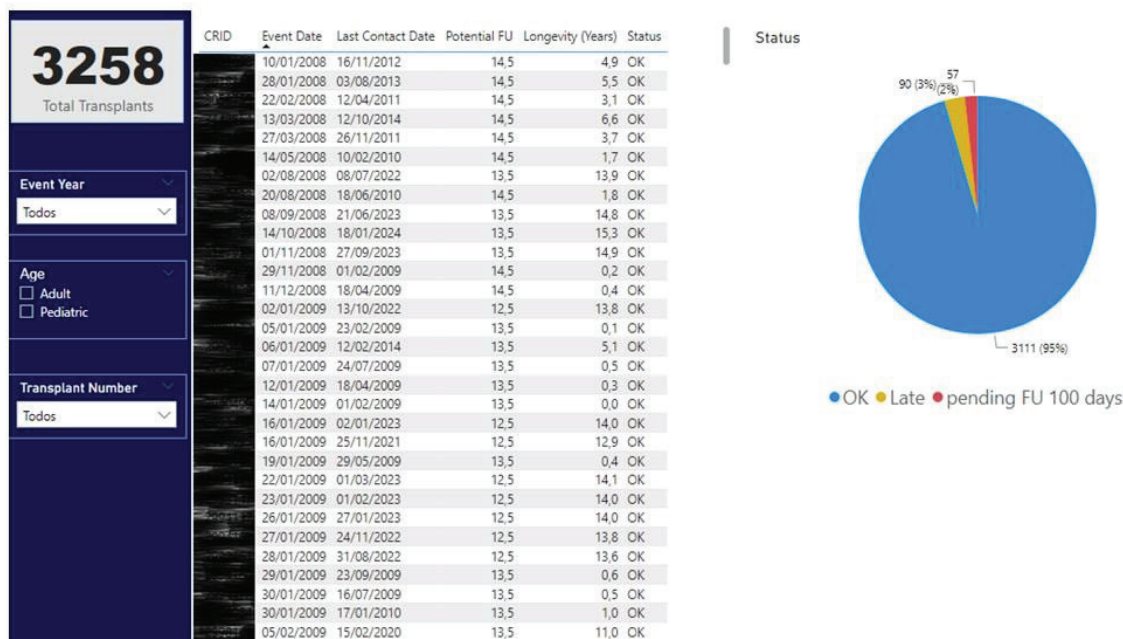 3258
Total Transplants
Event Year
Todos
Age
Adult
Pediatric
Transplant Number
Todos
CRID Event Date Last Contact Date Potential FU Longevity (Years) Status
10/01/2008 16/11/2012 14,5 4,9 OK
28/01/2008 03/08/2013 14,5 5,5 OK
22/02/2008 12/04/2011 14,5 3,1 OK
13/03/2008 12/10/2014 14,5 6,6 OK
27/03/2008 26/11/2011 14,5 3,7 OK
14/05/2008 10/02/2010 14,5 1,7 OK
02/08/2008 08/07/2022 13,5 13,9 OK
20/08/2008 18/06/2010 14,5 1,8 OK
08/09/2008 21/06/2023 13,5 14,8 OK
14/10/2008 18/01/2024 13,5 15,3 OK
01/11/2008 27/09/2023 13,5 14,9 OK
29/11/2008 01/02/2009 14,5 0,2 OK
11/12/2008 18/04/2009 14,5 0,4 OK
02/01/2009 13/10/2022 12,5 13,8 OK
05/01/2009 23/02/2009 13,5 0,1 OK
06/01/2009 12/02/2014 13,5 5,1 OK
07/01/2009 24/07/2009 13,5 0,5 OK
12/01/2009 18/04/2009 13,5 0,3 OK
14/01/2009 01/02/2009 13,5 0,0 OK
16/01/2009 02/01/2023 12,5 14,0 OK
16/01/2009 25/11/2021 12,5 12,9 OK
19/01/2009 29/05/2009 13,5 0,4 OK
22/01/2009 01/03/2023 12,5 14,1 OK
23/01/2009 01/02/2023 12,5 14,0 OK
26/01/2009 27/01/2023 12,5 14,0 OK
27/01/2009 24/11/2022 12,5 13,8 OK
28/01/2009 31/08/2022 12,5 13,6 OK
29/01/2009 23/09/2009 13,5 0,6 OK
30/01/2009 16/07/2009 13,5 0,5 OK
30/01/2009 17/01/2010 13,5 1,0 OK
05/02/2009 15/02/2020 13,5 11,0 OK
Status
57
90 (3%) (2%)
3111 (95%)
OK Late pending FU 100 days